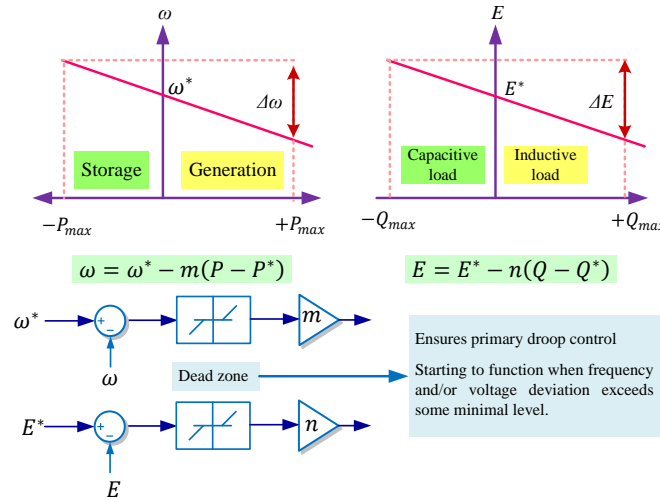 ω
E
ω*
Δω
E*
ΔE
Storage
Generation
Capacitive load
Inductive load
−P_max
+P_max
−Q_max
+Q_max
ω = ω* − m(P − P*)
E = E* − n(Q − Q*)
ω*
+
−
m
ω
Dead zone
Ensures primary droop control
Starting to function when frequency
and/or voltage deviation exceeds
some minimal level.
E*
+
−
n
E